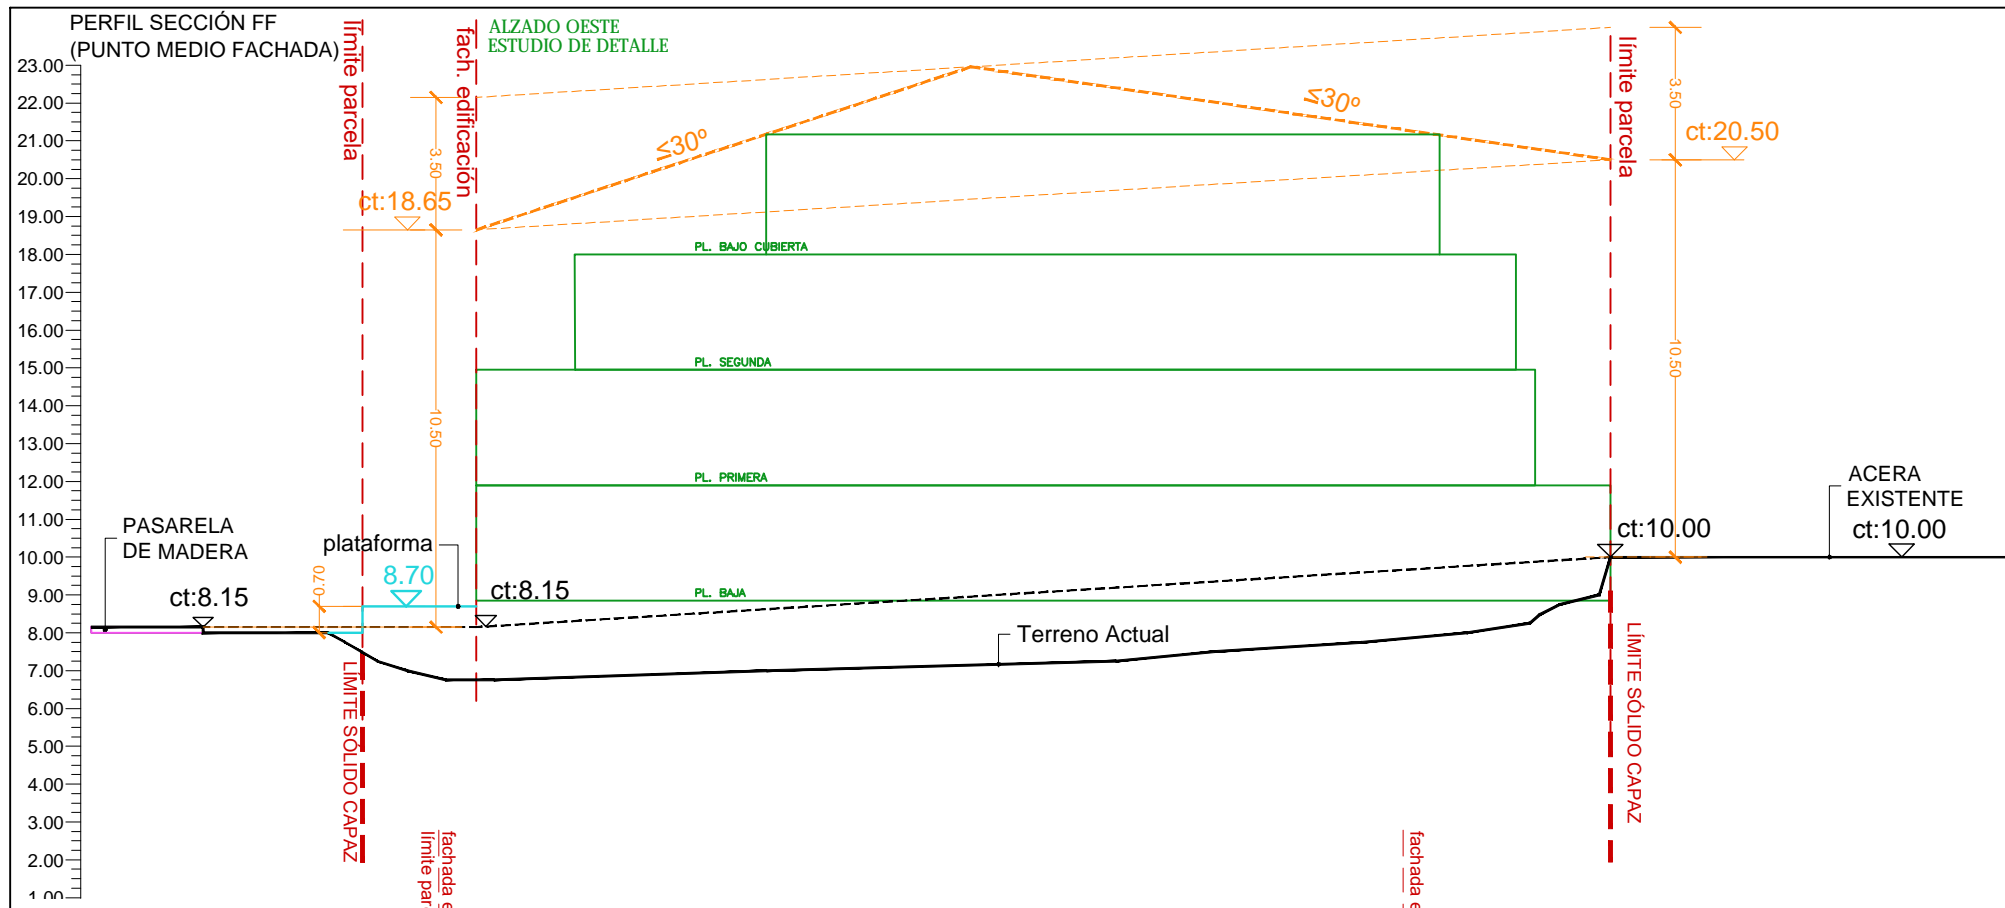 PERFIL SECCIÓN FF
(PUNTO MEDIO FACHADA)
límite parcela
fach. edificación
ALZADO OESTE
ESTUDIO DE DETALLE
límite parcela
23.00
22.00
21.00
20.00
19.00
18.00
17.00
16.00
15.00
14.00
13.00
12.00
11.00
10.00
9.00
8.00
7.00
6.00
5.00
4.00
3.00
2.00
1.00
≤30º
≤30º
3.50
3.50
ct:20.50
ct:18.65
10.50
10.50
PL. BAJO CUBIERTA
PL. SEGUNDA
PL. PRIMERA
PL. BAJA
PASARELA
DE MADERA
ct:8.15
plataforma
8.70
0.70
ct:8.15
ct:10.00
ACERA
EXISTENTE
ct:10.00
Terreno Actual
LÍMITE SÓLIDO CAPAZ
LÍMITE SÓLIDO CAPAZ
fachada e
límite par
fachada e